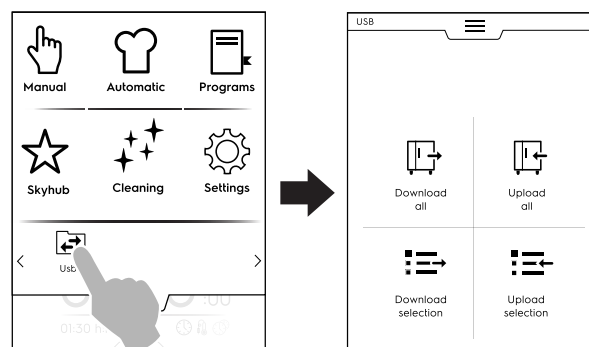 Manual Automatic Programs
Skyhub Cleaning Settings
Usb
:00
01:30 h
USB
Download all
Upload all
Download selection
Upload selection